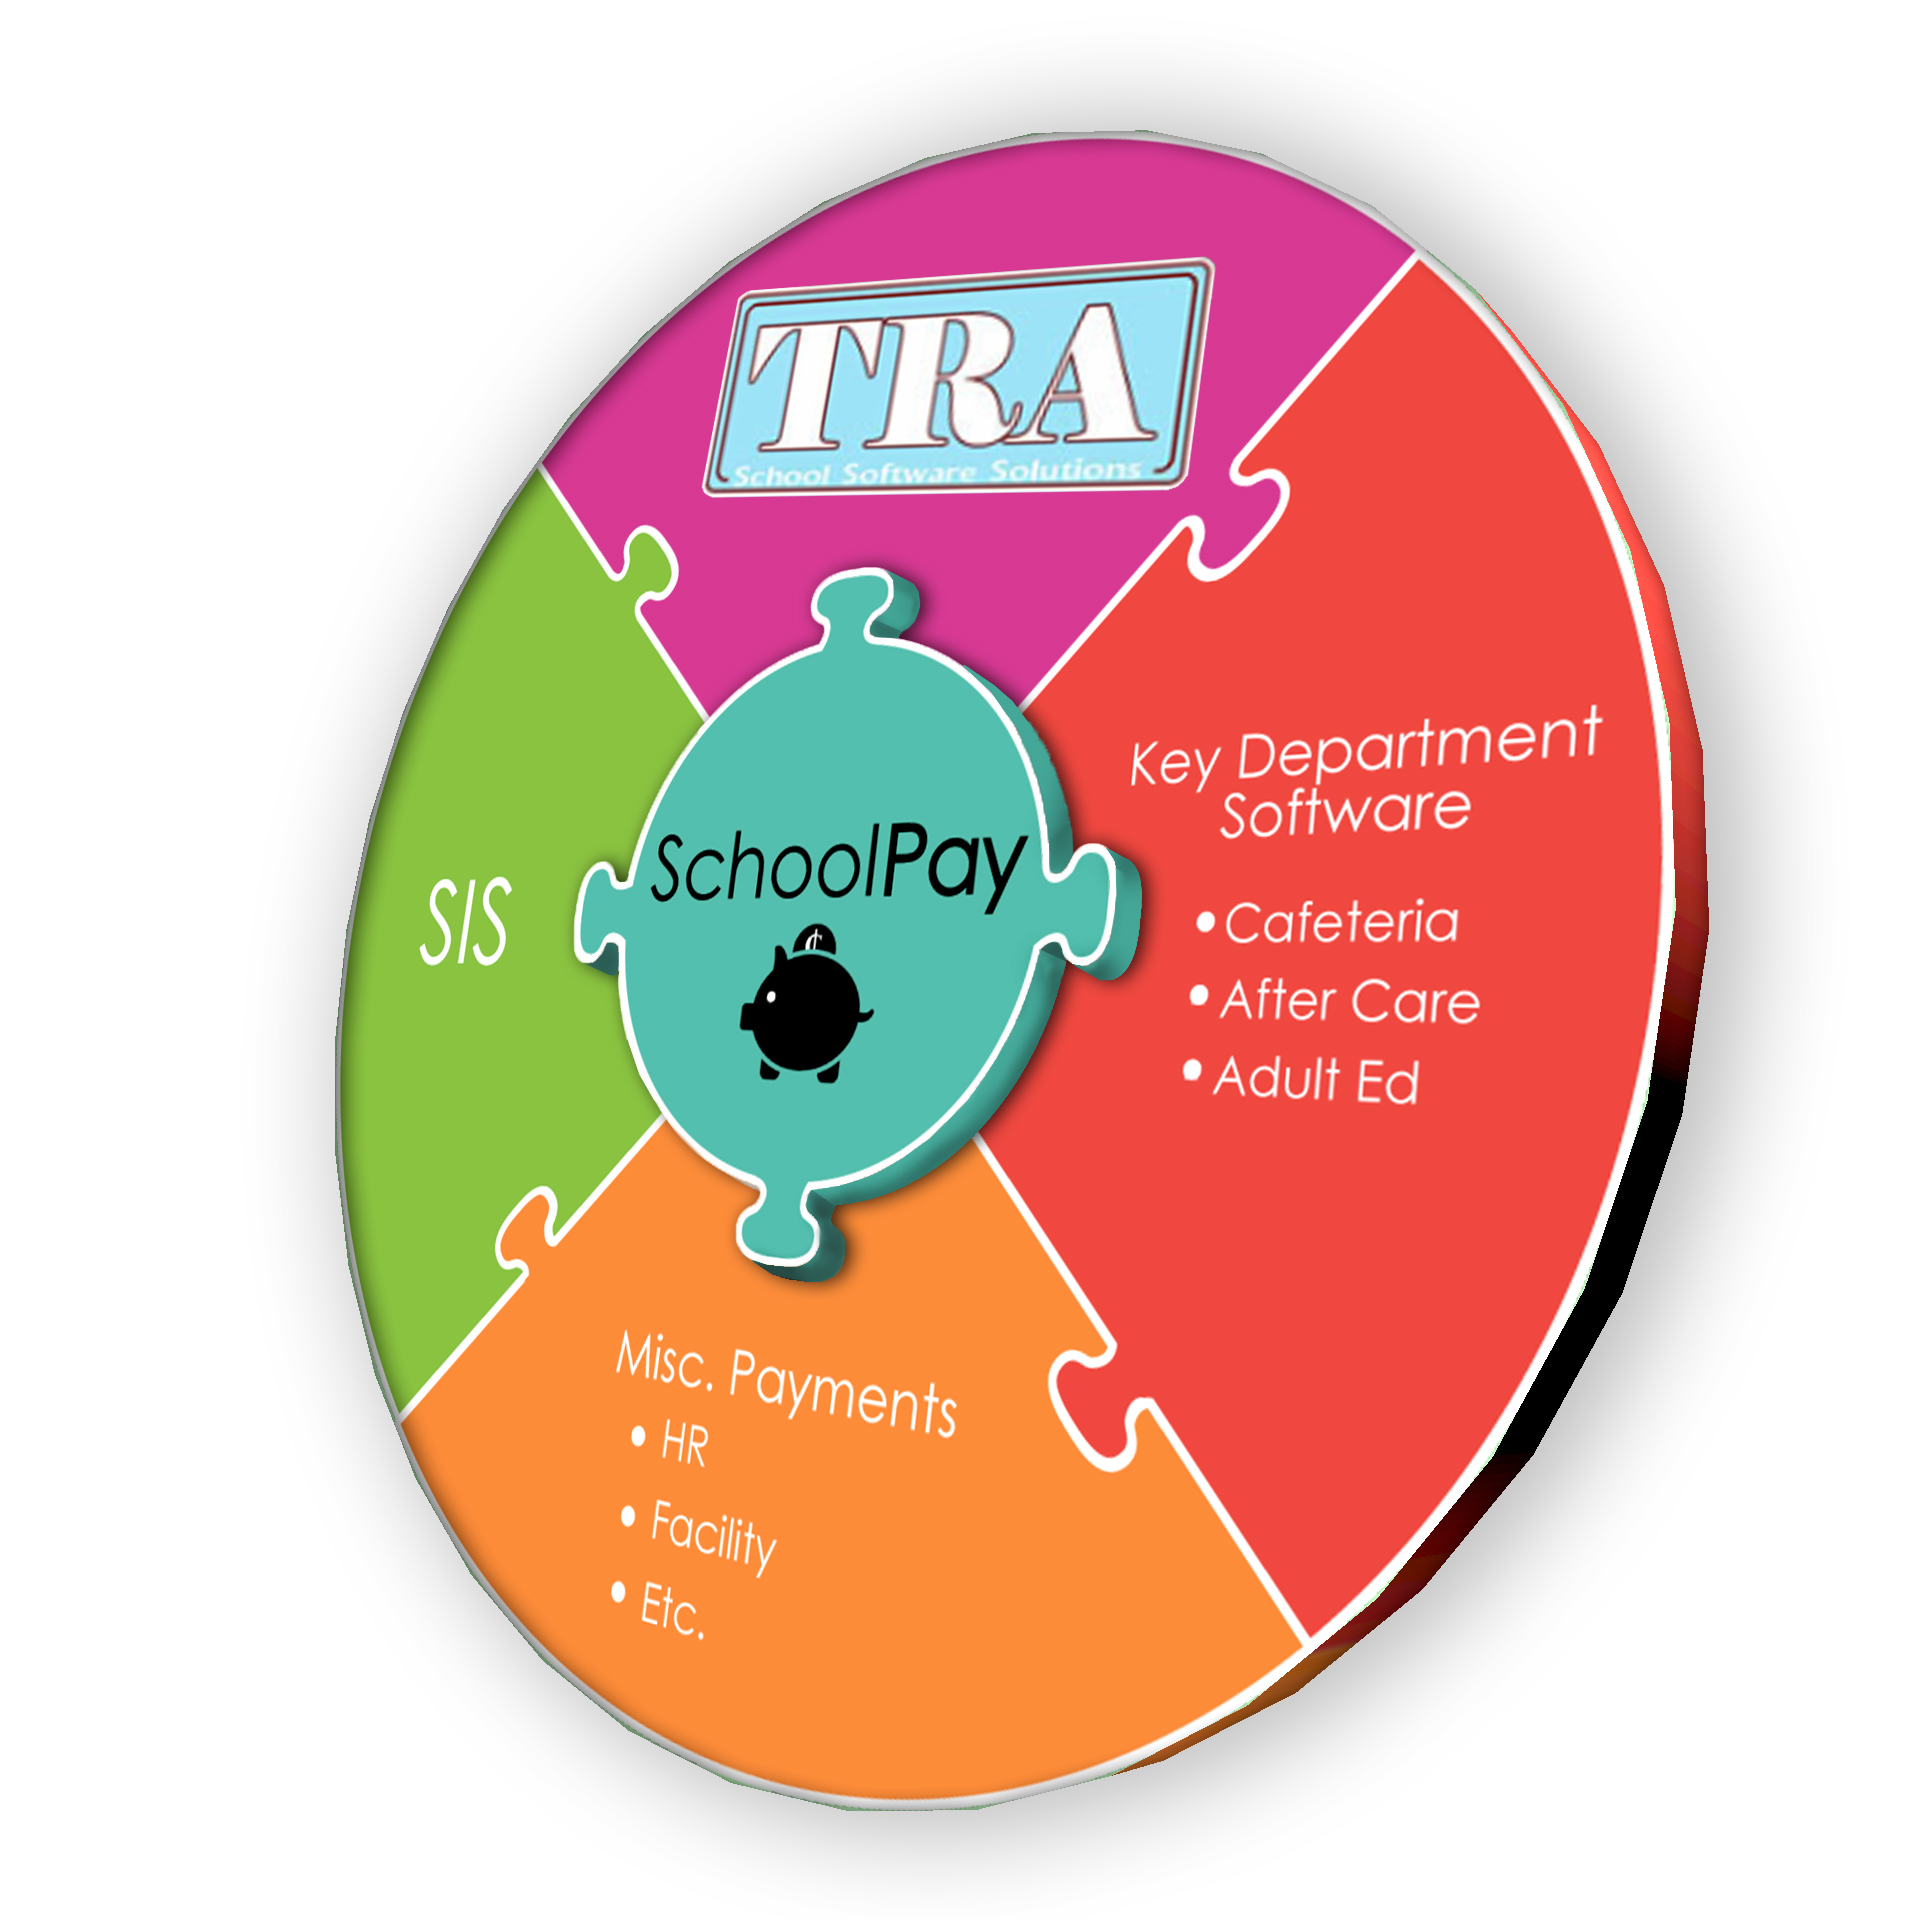 TRA
School Software Solutions
Key Department
Software
• Cafeteria
• After Care
• Adult Ed
SchoolPay
¢
SIS
Misc. Payments
• HR
• Facility
• Etc.